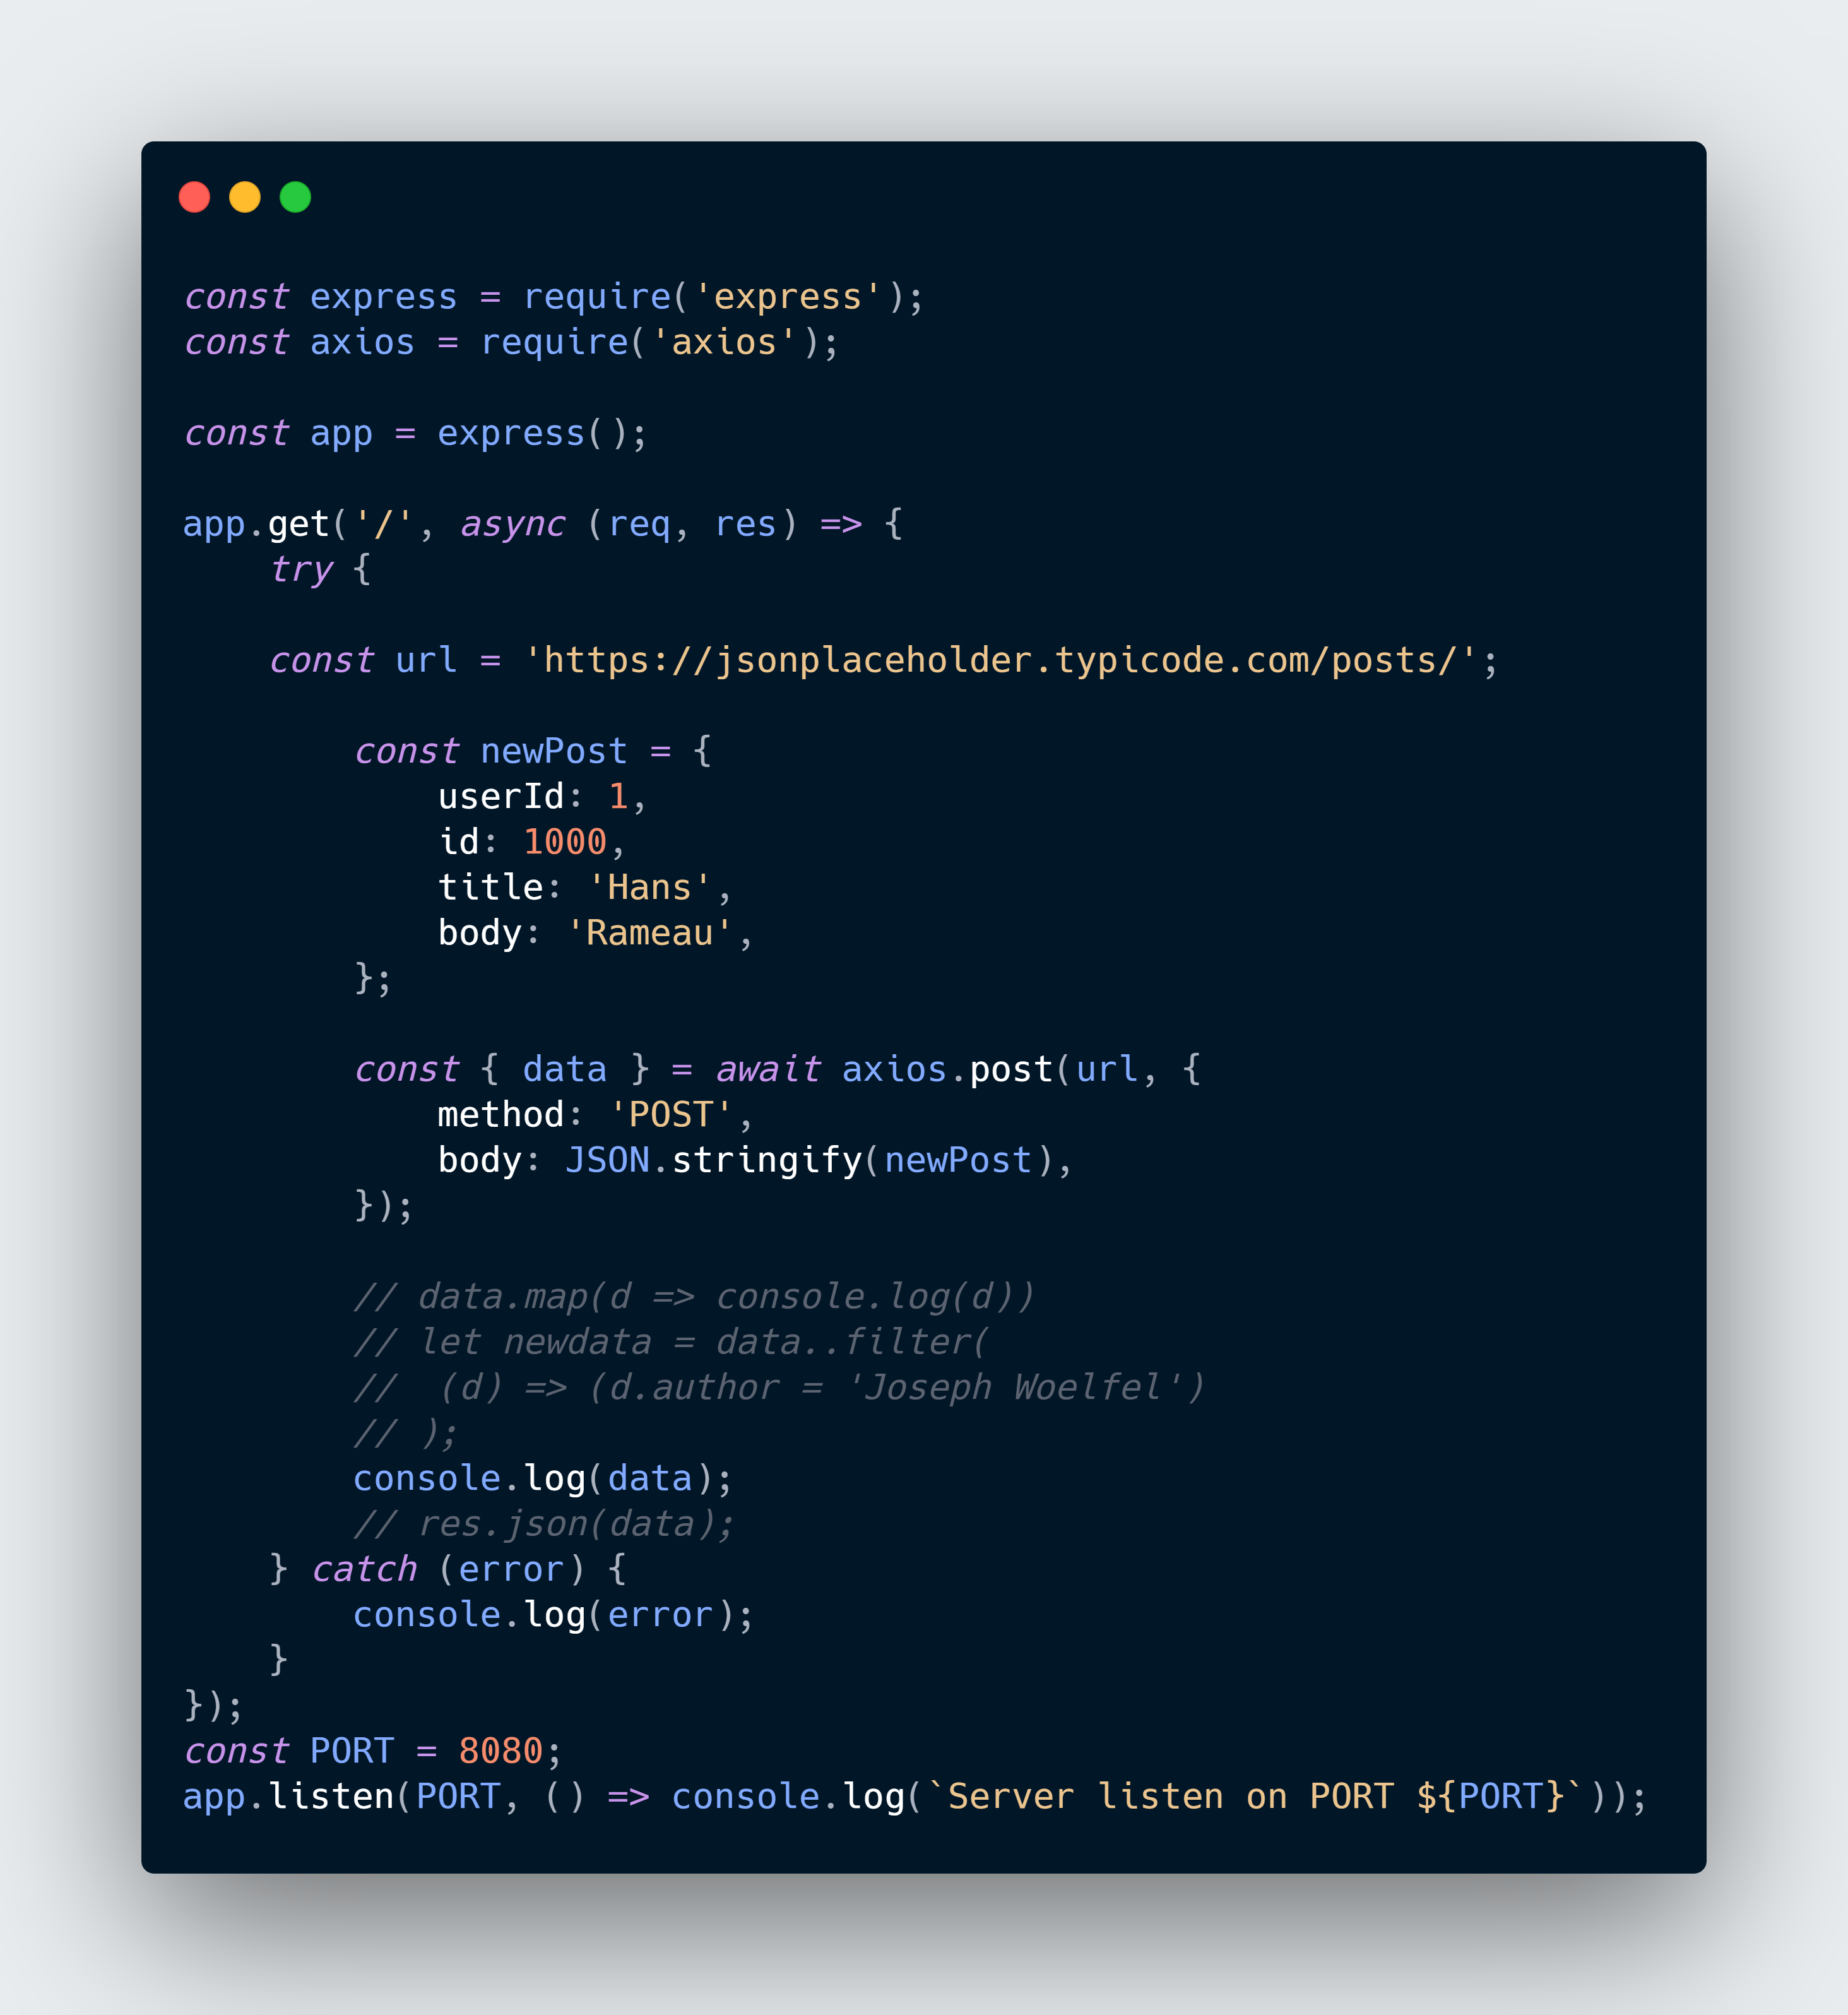 const express = require('express');
const axios = require('axios');

const app = express();

app.get('/', async (req, res) => {
    try {

    const url = 'https://jsonplaceholder.typicode.com/posts/';

        const newPost = {
            userId: 1,
            id: 1000,
            title: 'Hans',
            body: 'Rameau',
        };

        const { data } = await axios.post(url, {
            method: 'POST',
            body: JSON.stringify(newPost),
        });

        // data.map(d => console.log(d))
        // let newdata = data..filter(
        //  (d) => (d.author = 'Joseph Woelfel')
        // );
        console.log(data);
        // res.json(data);
    } catch (error) {
        console.log(error);
    }
});
const PORT = 8080;
app.listen(PORT, () => console.log(`Server listen on PORT ${PORT}`));